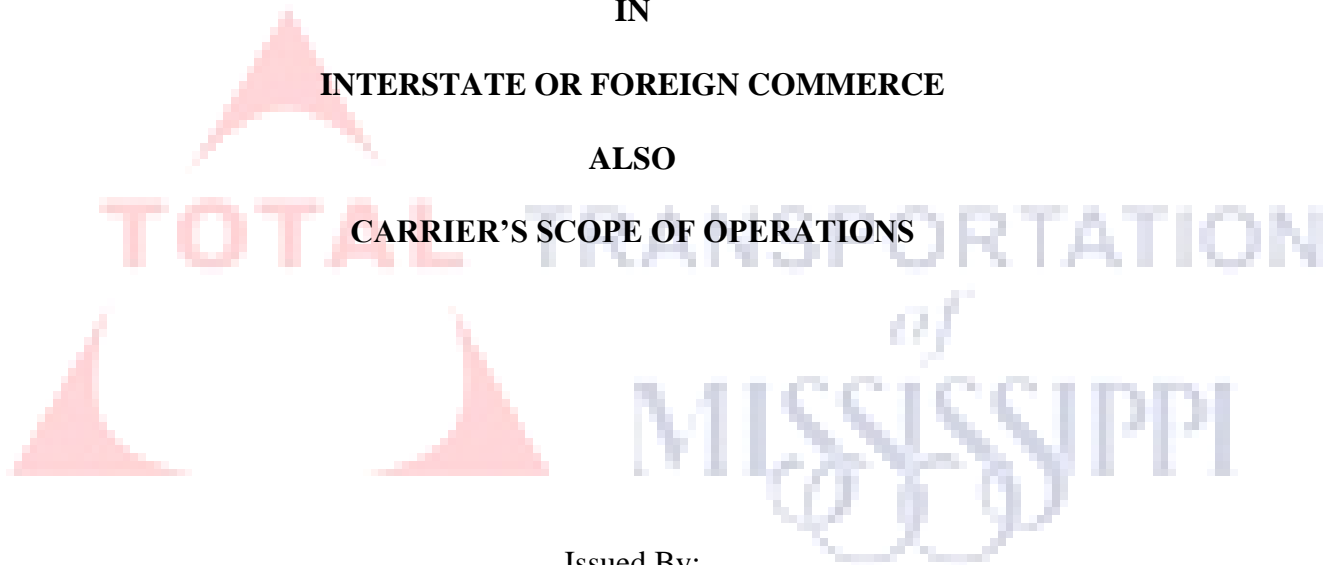 IN
INTERSTATE OR FOREIGN COMMERCE
ALSO
CARRIER’S SCOPE OF OPERATIONS
TOTAL TRANSPORTATION
of
MISSISSIPPI
Issued By: